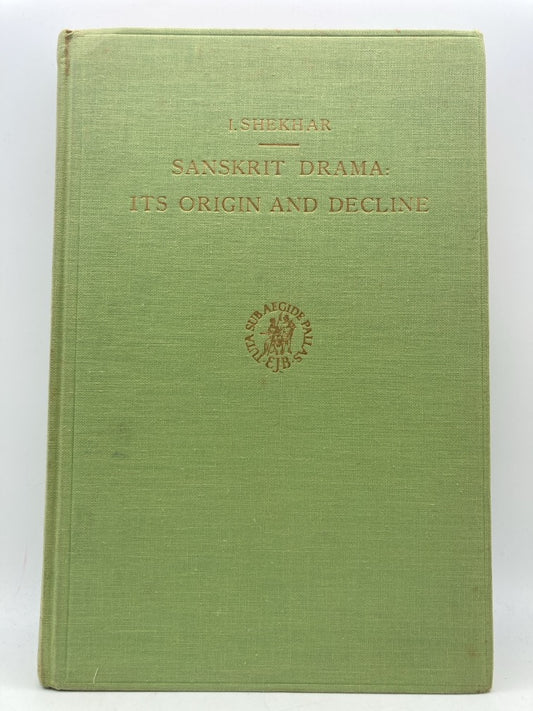 I. SHEKHAR
SANSKRIT DRAMA:
ITS ORIGIN AND DECLINE
TUTA SUB AEGIDE PALLAS
·EJB·